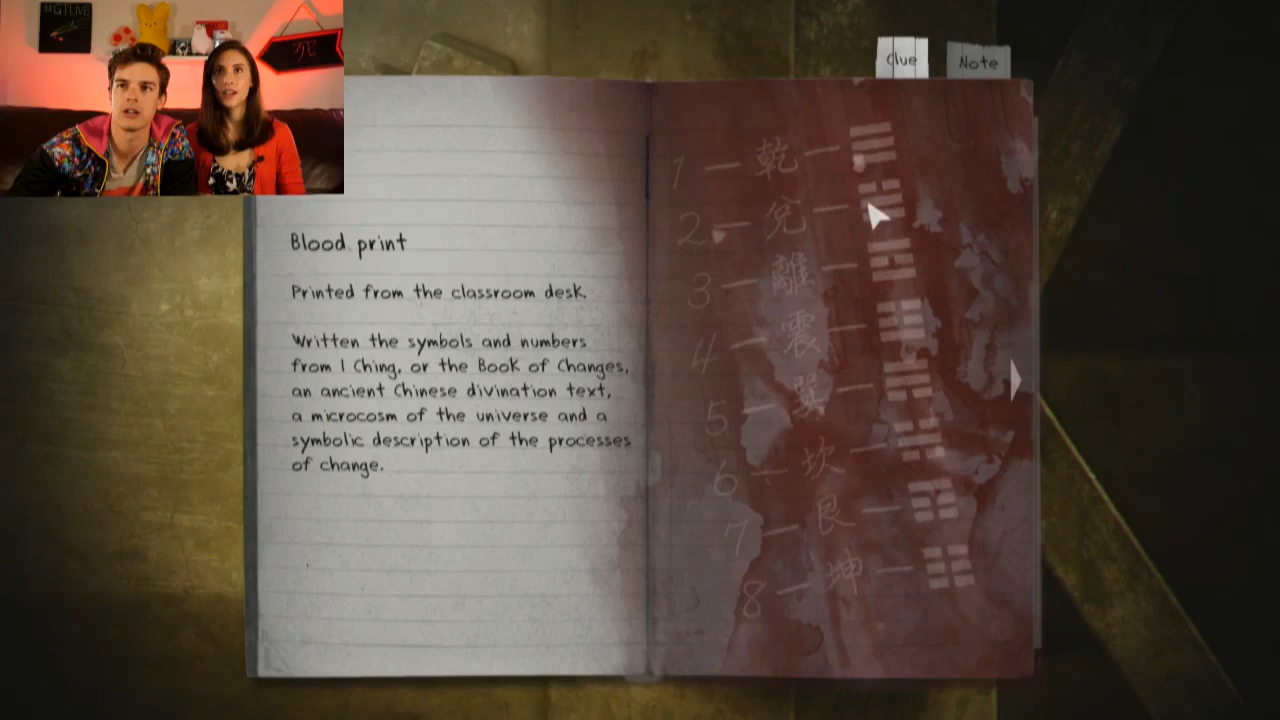 #GTLIVE
死
Clue
Note
Blood print
Printed from the classroom desk.
Written the symbols and numbers
from I Ching, or the Book of Changes,
an ancient Chinese divination text,
a microcosm of the universe and a
symbolic description of the processes
of change.
1 — 乾 — ☰
2 — 兌 — ☱
3 — 離 — ☲
4 — 震 — ☳
5 — 巽 — ☴
6 — 坎 — ☵
7 — 艮 — ☶
8 — 坤 — ☷